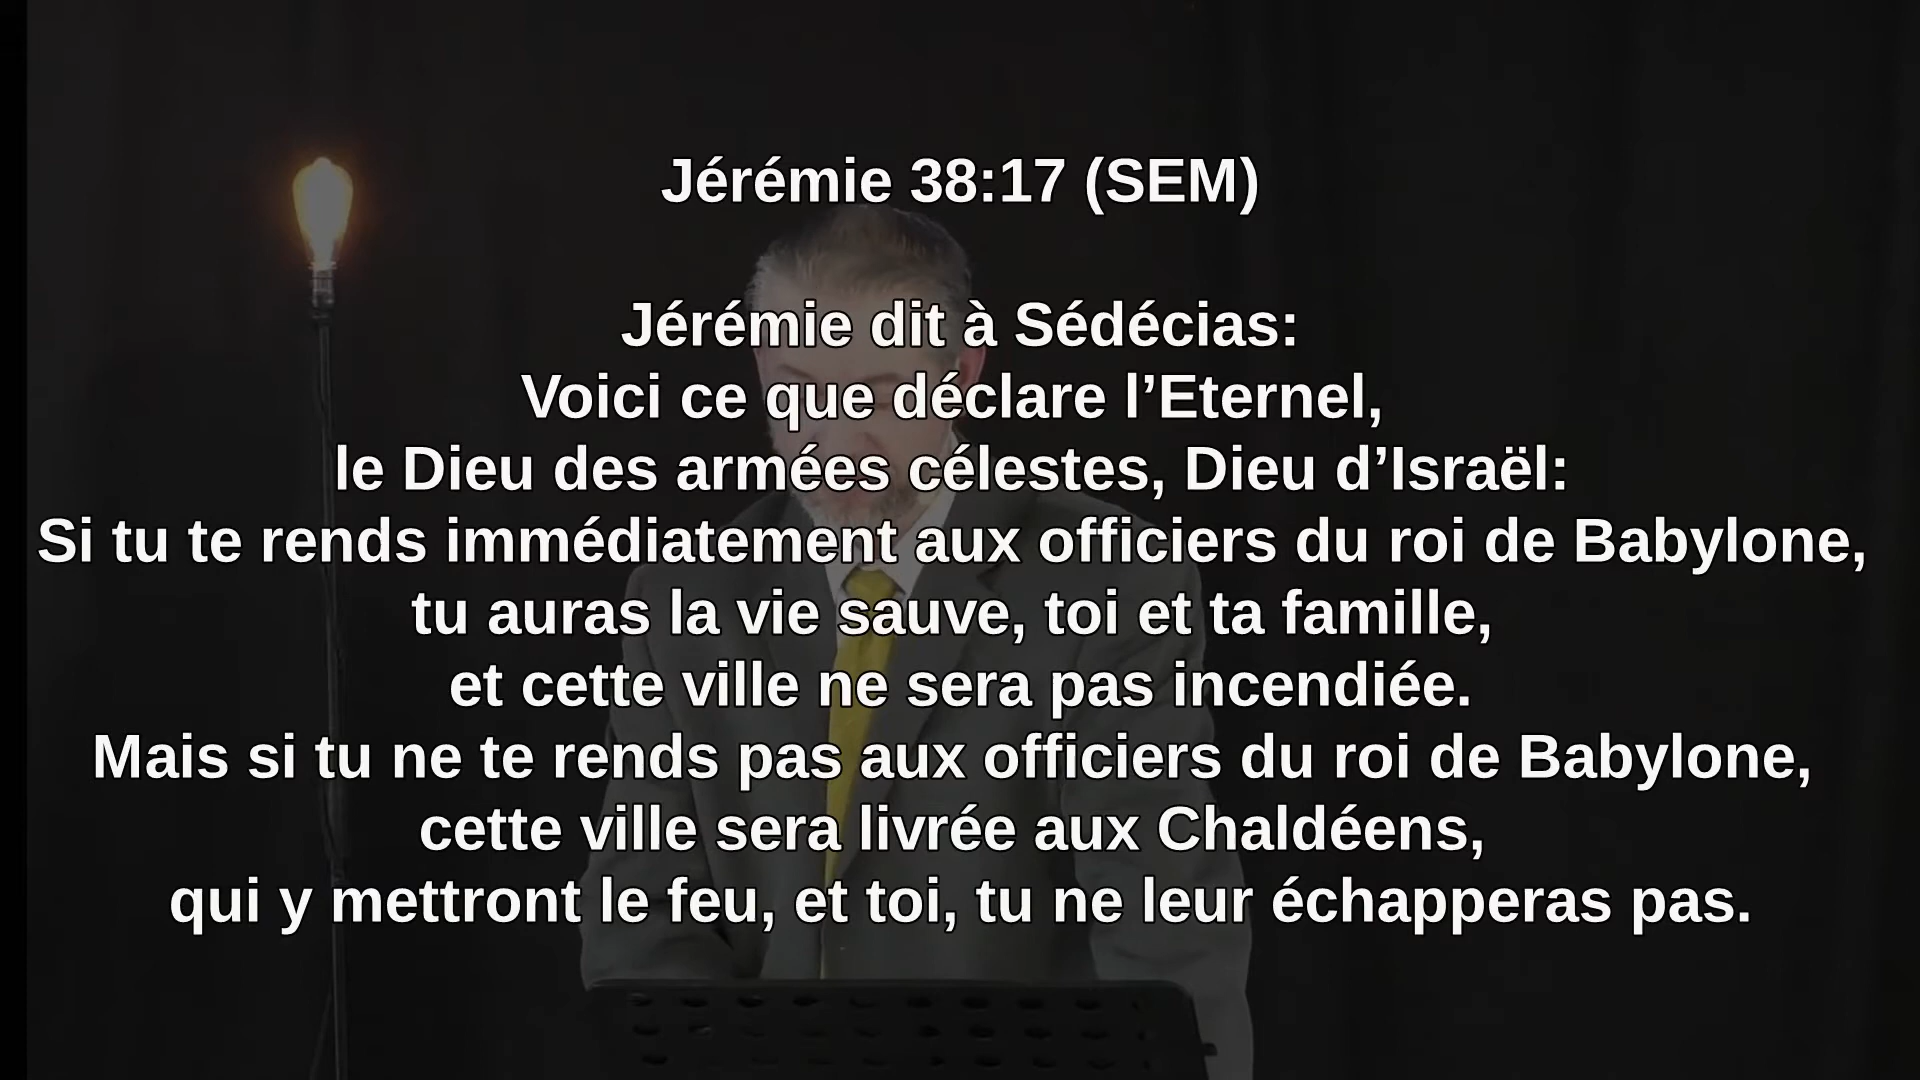 Jérémie 38:17 (SEM)
Jérémie dit à Sédécias:
Voici ce que déclare l’Eternel,
le Dieu des armées célestes, Dieu d’Israël:
Si tu te rends immédiatement aux officiers du roi de Babylone,
tu auras la vie sauve, toi et ta famille,
et cette ville ne sera pas incendiée.
Mais si tu ne te rends pas aux officiers du roi de Babylone,
cette ville sera livrée aux Chaldéens,
qui y mettront le feu, et toi, tu ne leur échapperas pas.